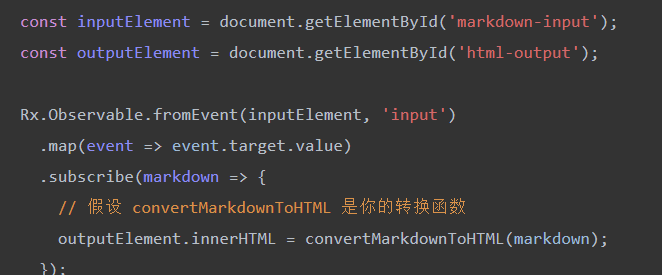 const inputElement = document.getElementById('markdown-input');
const outputElement = document.getElementById('html-output');
Rx.Observable.fromEvent(inputElement, 'input')
.map(event => event.target.value)
.subscribe(markdown => {
// 假设 convertMarkdownToHTML 是你的转换函数
outputElement.innerHTML = convertMarkdownToHTML(markdown);
});